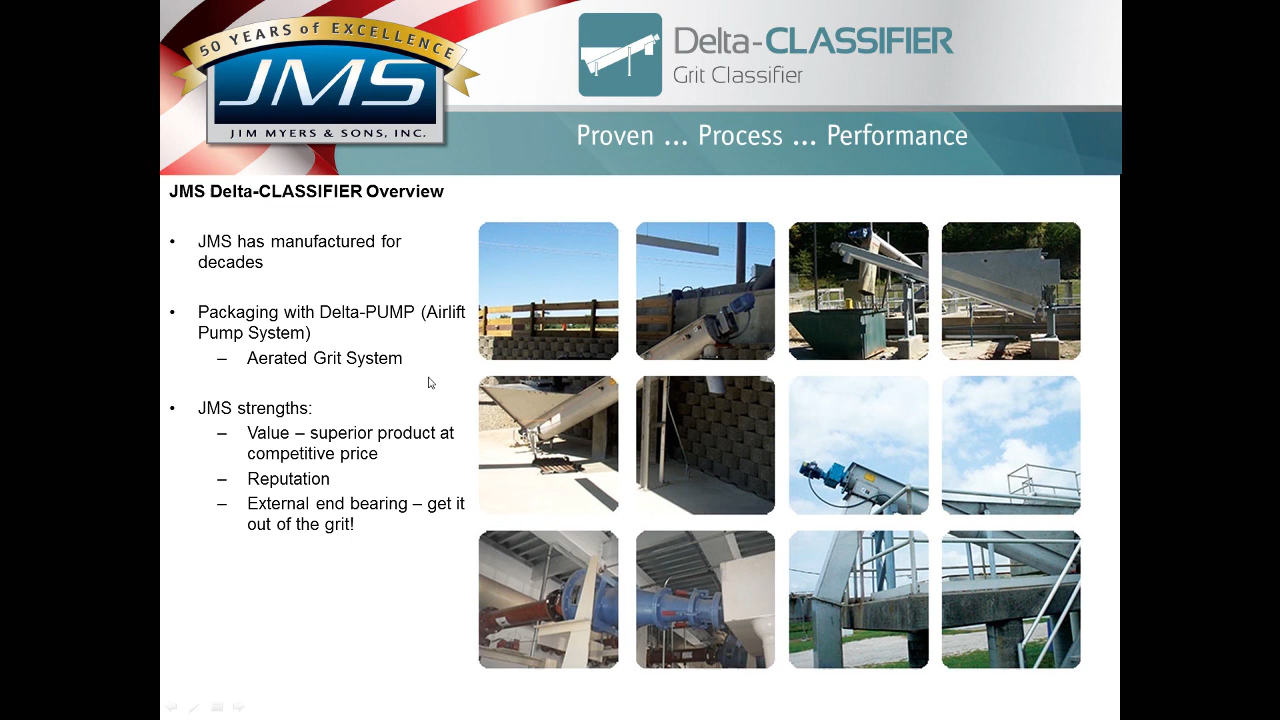 50 YEARS of EXCELLENCE
JMS
JIM MYERS & SONS, INC.
Delta-CLASSIFIER
Grit Classifier
Proven ... Process ... Performance
JMS Delta-CLASSIFIER Overview
• JMS has manufactured for
decades
• Packaging with Delta-PUMP (Airlift
Pump System)
– Aerated Grit System
• JMS strengths:
– Value – superior product at
competitive price
– Reputation
– External end bearing – get it
out of the grit!